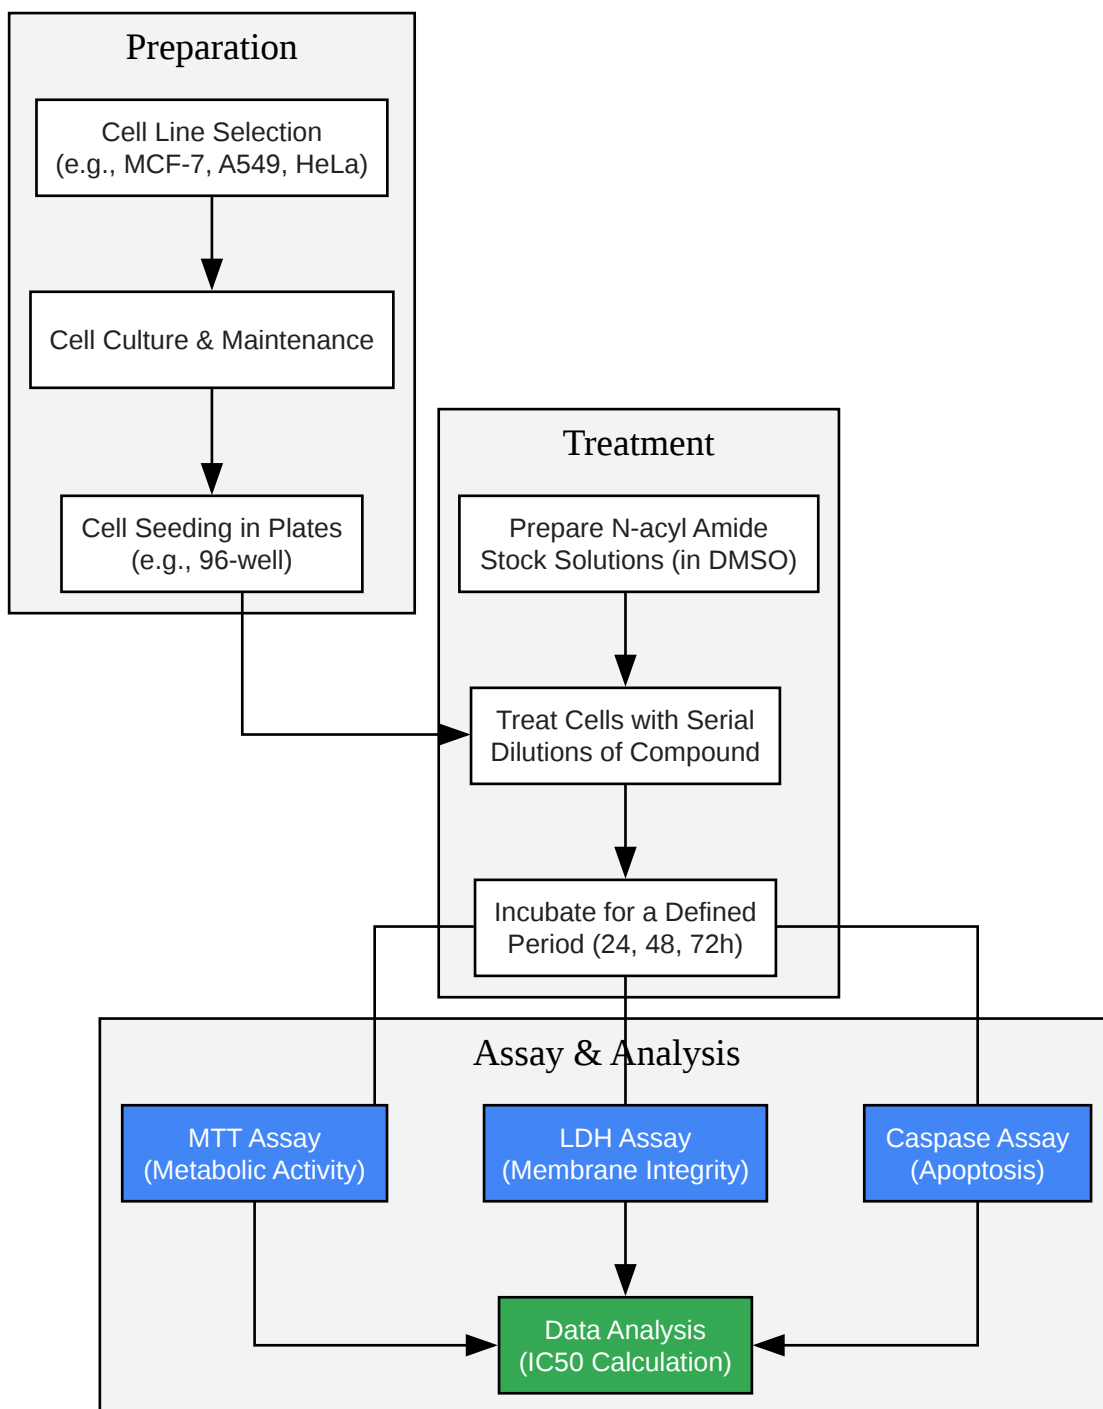 Preparation
Cell Line Selection
(e.g., MCF-7, A549, HeLa)
Cell Culture & Maintenance
Cell Seeding in Plates
(e.g., 96-well)
Treatment
Prepare N-acyl Amide
Stock Solutions (in DMSO)
Treat Cells with Serial
Dilutions of Compound
Incubate for a Defined
Period (24, 48, 72h)
Assay & Analysis
MTT Assay
(Metabolic Activity)
LDH Assay
(Membrane Integrity)
Caspase Assay
(Apoptosis)
Data Analysis
(IC50 Calculation)